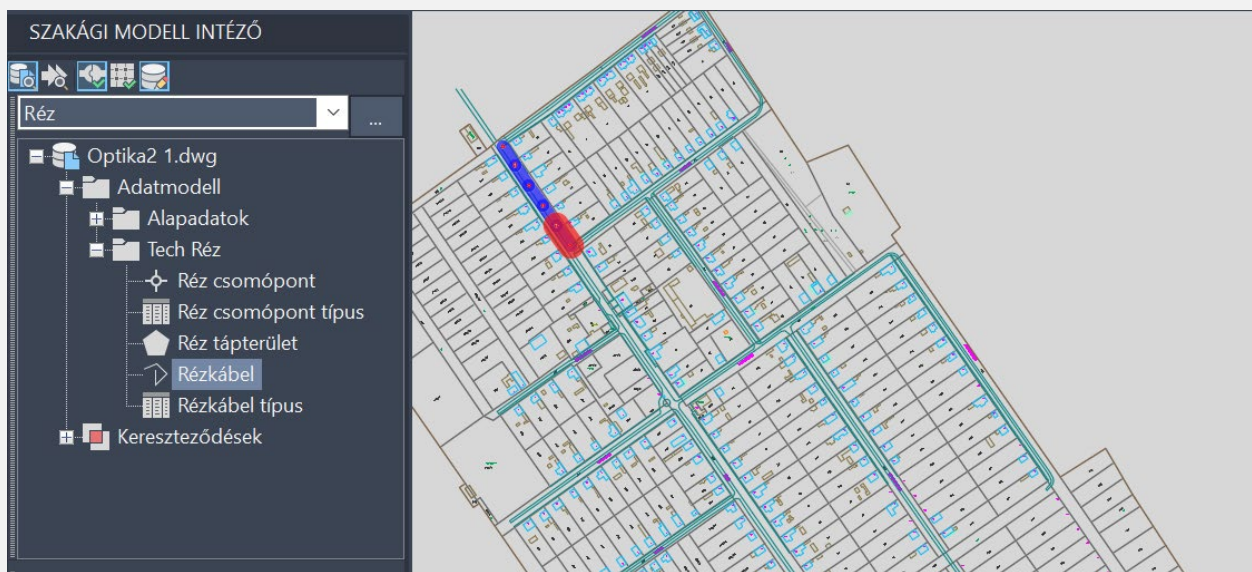 SZAKÁGI MODELL INTÉZŐ
Réz
...
Optika2 1.dwg
Adatmodell
Alapadatok
Tech Réz
Réz csomópont
Réz csomópont típus
Réz tápterület
Rézkábel
Rézkábel típus
Kereszteződések